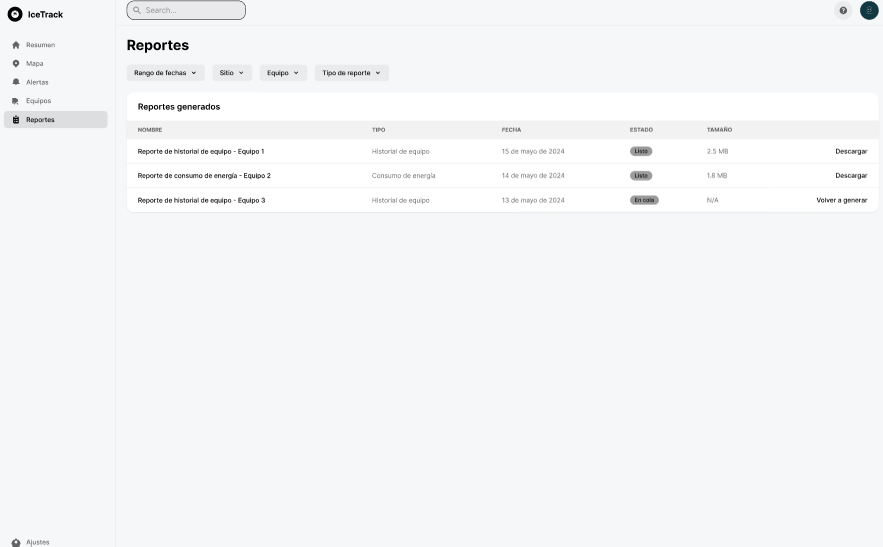 IceTrack
Search...
Resumen
Mapa
Alertas
Equipos
Reportes
Ajustes
Reportes
Rango de fechas
Sitio
Equipo
Tipo de reporte
Reportes generados
NOMBRE TIPO FECHA ESTADO TAMAÑO
Reporte de historial de equipo - Equipo 1 Historial de equipo 15 de mayo de 2024 Listo 2.5 MB Descargar
Reporte de consumo de energía - Equipo 2 Consumo de energía 14 de mayo de 2024 Listo 1.8 MB Descargar
Reporte de historial de equipo - Equipo 3 Historial de equipo 13 de mayo de 2024 En cola N/A Volver a generar